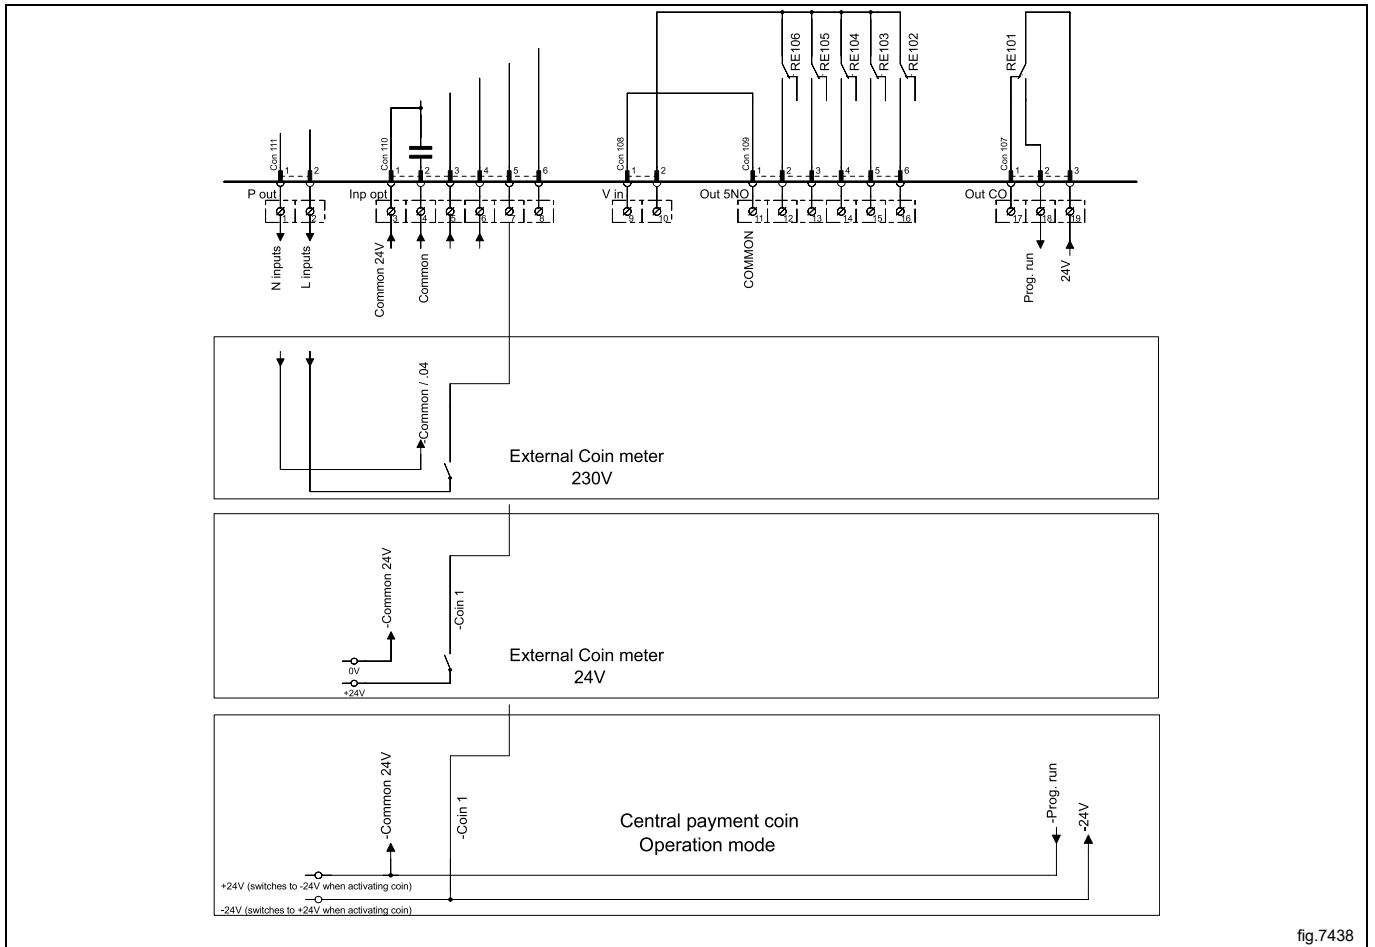 RE106
RE105
RE104
RE103
RE102
RE101
Con 111
Con 110
Con 108
Con 109
Con 107
1 2 1 2 3 4 5 6 1 2 1 2 3 4 5 6 1 2 3
P out Inp opt V in Out 5NO Out CO
1 2 3 4 5 6 7 8 9 10 11 12 13 14 15 16 17 18 19
N inputs
L inputs
Common 24V
Common
COMMON
Prog. run
24V
-Common / .04
External Coin meter
230V
-Common 24V
-Coin 1
0V
+24V
External Coin meter
24V
-Common 24V
-Coin 1
Central payment coin
Operation mode
-Prog. run
-24V
+24V (switches to -24V when activating coin)
-24V (switches to +24V when activating coin)
fig.7438